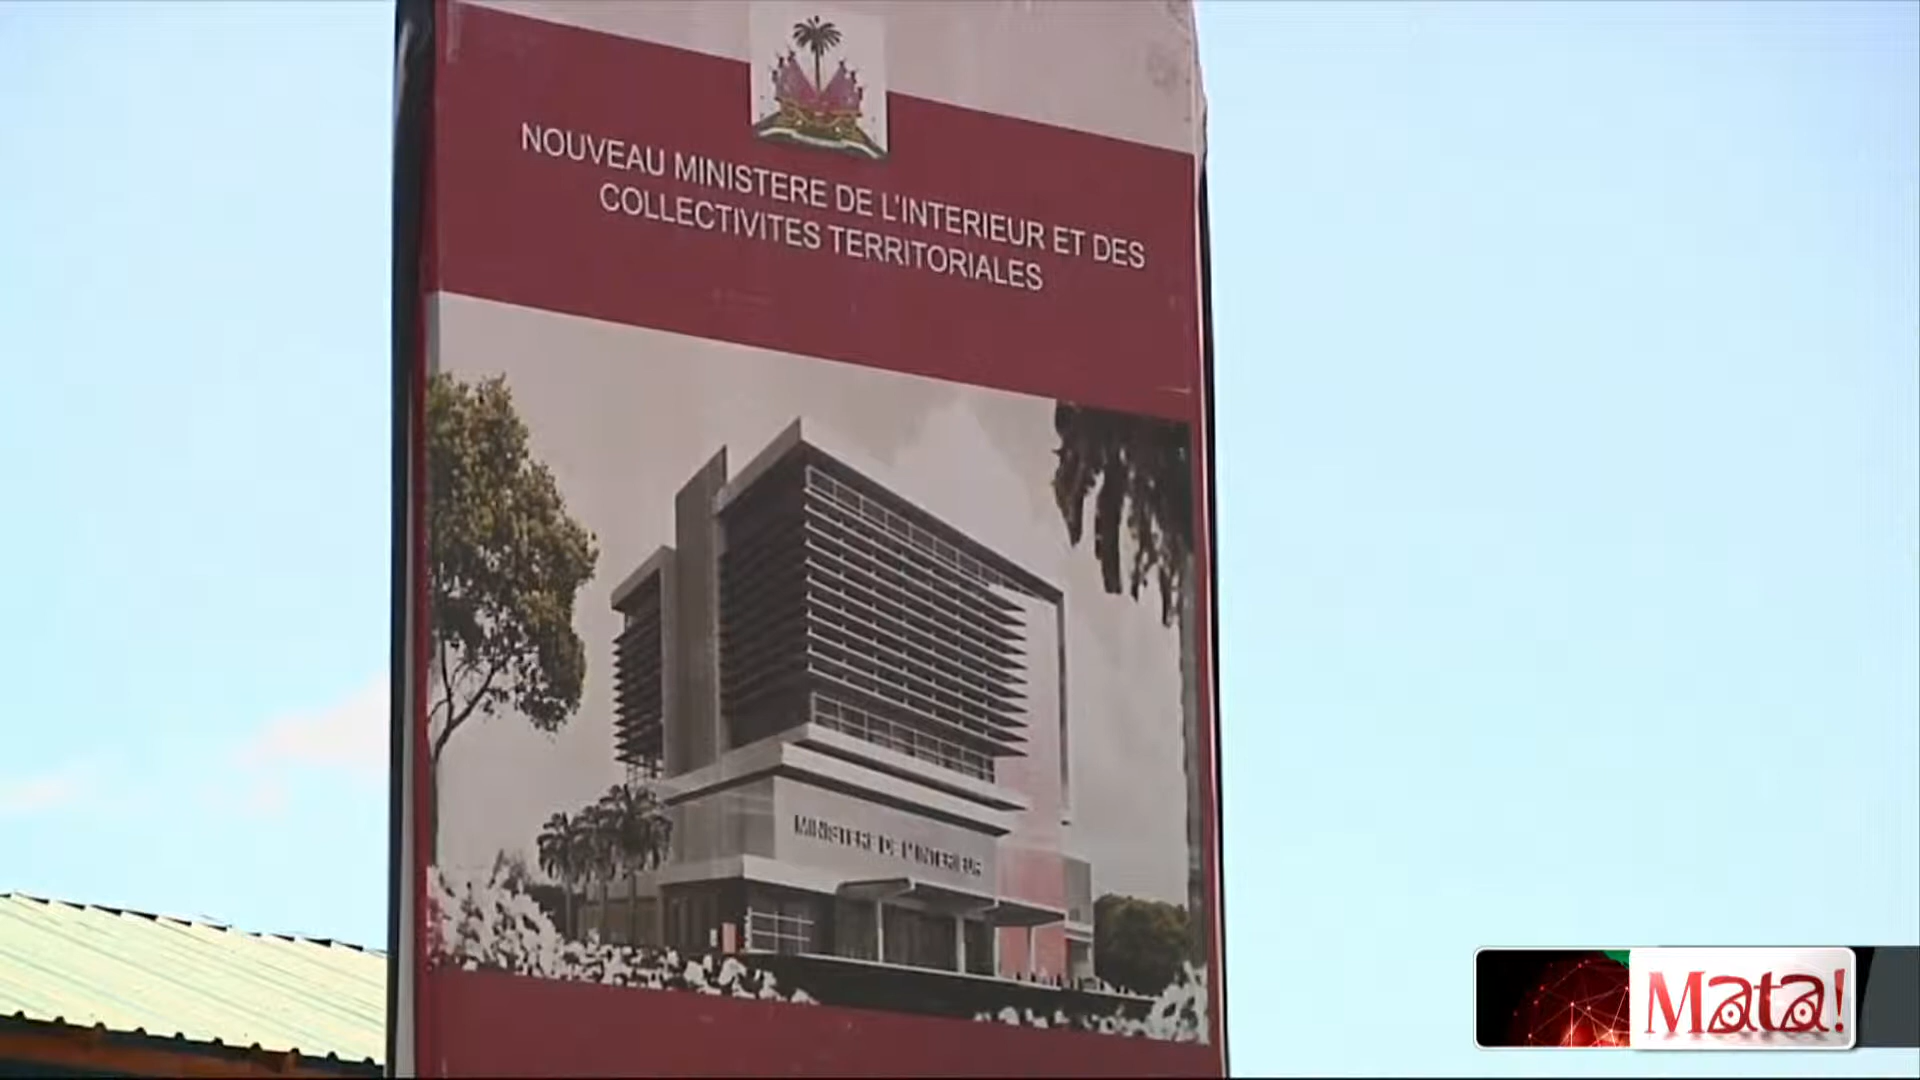 NOUVEAU MINISTERE DE L'INTERIEUR ET DES
COLLECTIVITES TERRITORIALES
MINISTERE DE L'INTERIEUR
Mata!